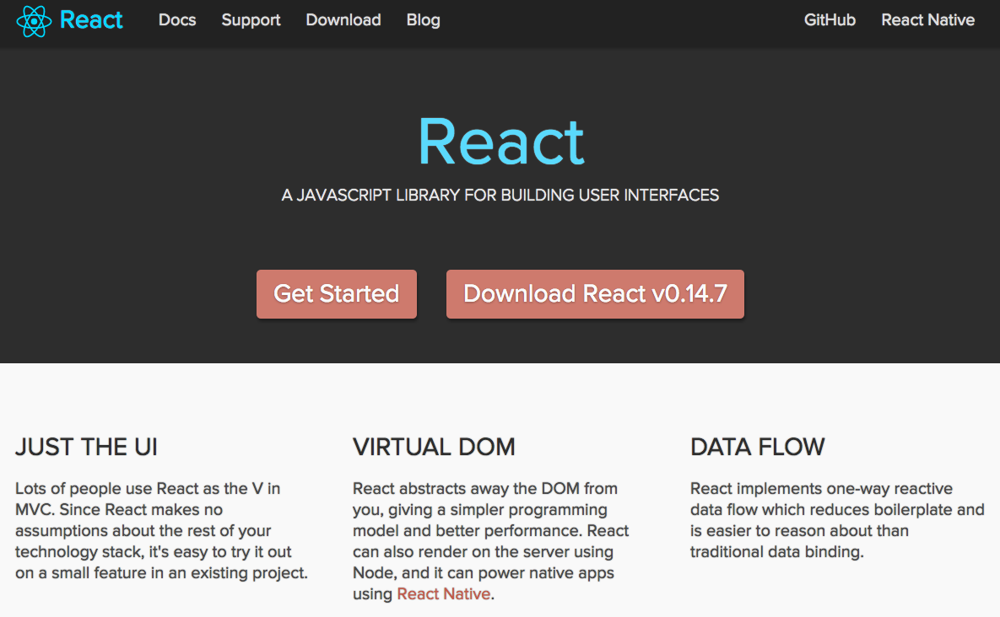 React Docs Support Download Blog GitHub React Native
React
A JAVASCRIPT LIBRARY FOR BUILDING USER INTERFACES
Get Started Download React v0.14.7
JUST THE UI
Lots of people use React as the V in
MVC. Since React makes no
assumptions about the rest of your
technology stack, it's easy to try it out
on a small feature in an existing project.
VIRTUAL DOM
React abstracts away the DOM from
you, giving a simpler programming
model and better performance. React
can also render on the server using
Node, and it can power native apps
using React Native.
DATA FLOW
React implements one-way reactive
data flow which reduces boilerplate and
is easier to reason about than
traditional data binding.